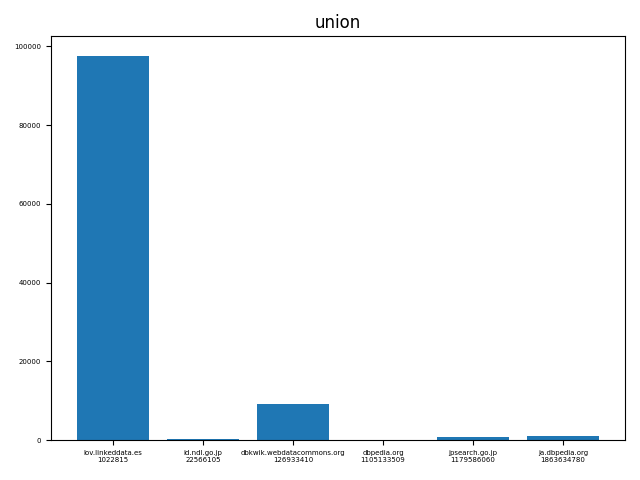 union
100000
80000
60000
40000
20000
0
lov.linkeddata.es id.ndl.go.jp dbkwik.webdatacommons.org dbpedia.org jpsearch.go.jp ja.dbpedia.org
1022815 22566105 126933410 1105133509 1179586060 1863634780